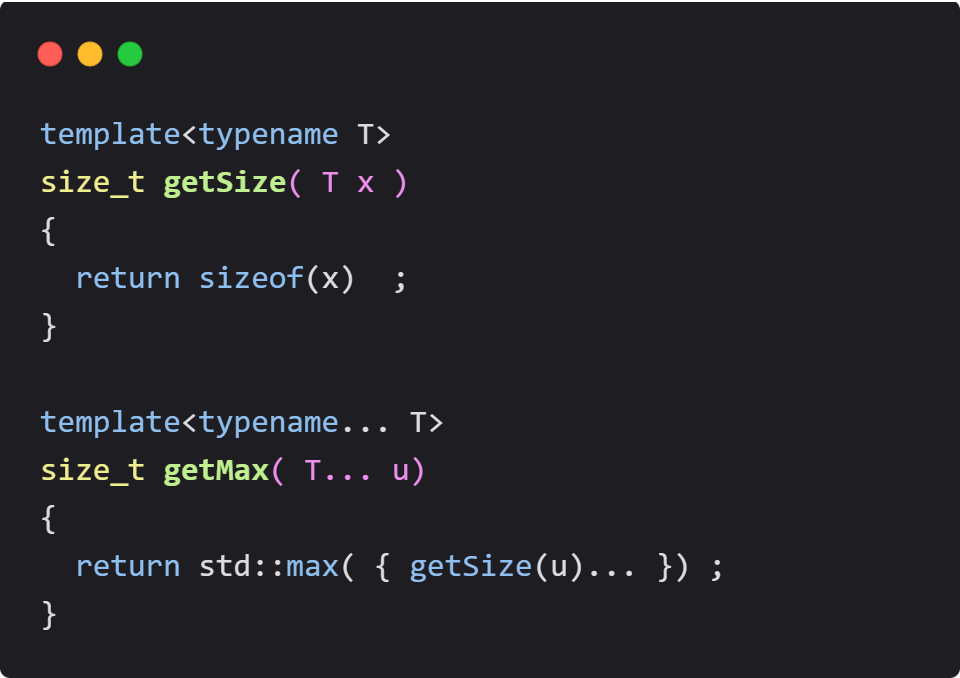 template<typename T>
size_t getSize( T x )
{
  return sizeof(x)  ;
}

template<typename... T>
size_t getMax( T... u)
{
  return std::max( { getSize(u)... }) ;
}